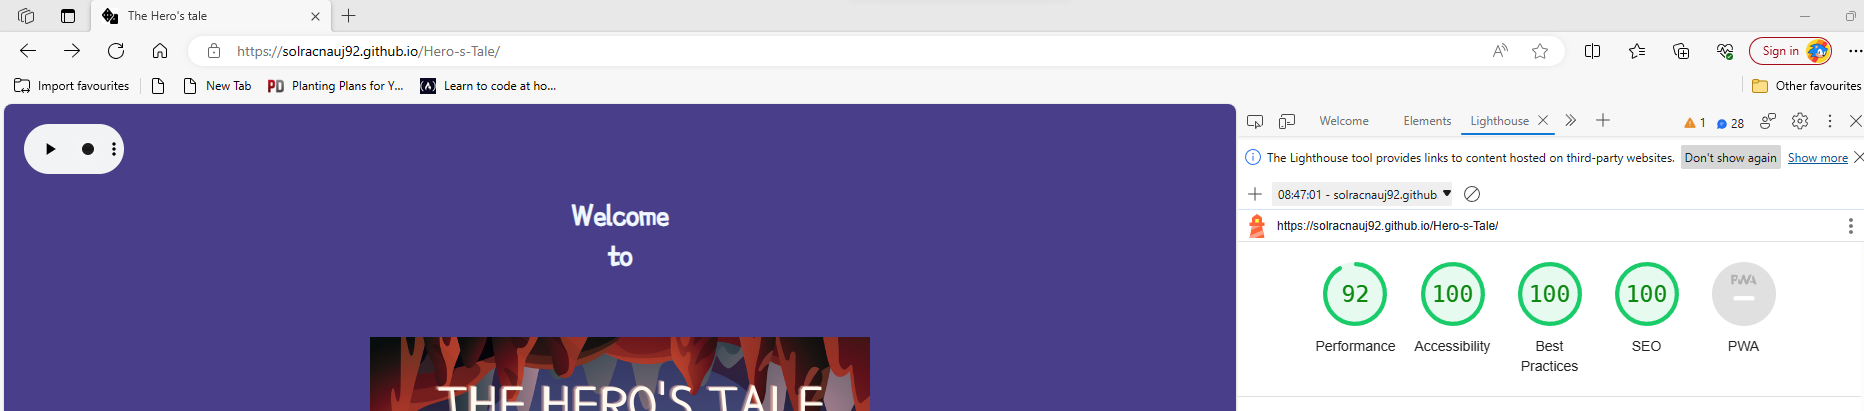 The Hero's tale
https://solracnauj92.github.io/Hero-s-Tale/
Sign in
Import favourites
New Tab
PD Planting Plans for Y...
(A) Learn to code at ho...
Other favourites
Welcome
to
THE HERO'S TALE
Welcome Elements Lighthouse
1 28
The Lighthouse tool provides links to content hosted on third-party websites. Don't show again Show more
08:47:01 - solracnauj92.github
https://solracnauj92.github.io/Hero-s-Tale/
92 100 100 100 PWA
Performance Accessibility Best Practices SEO PWA